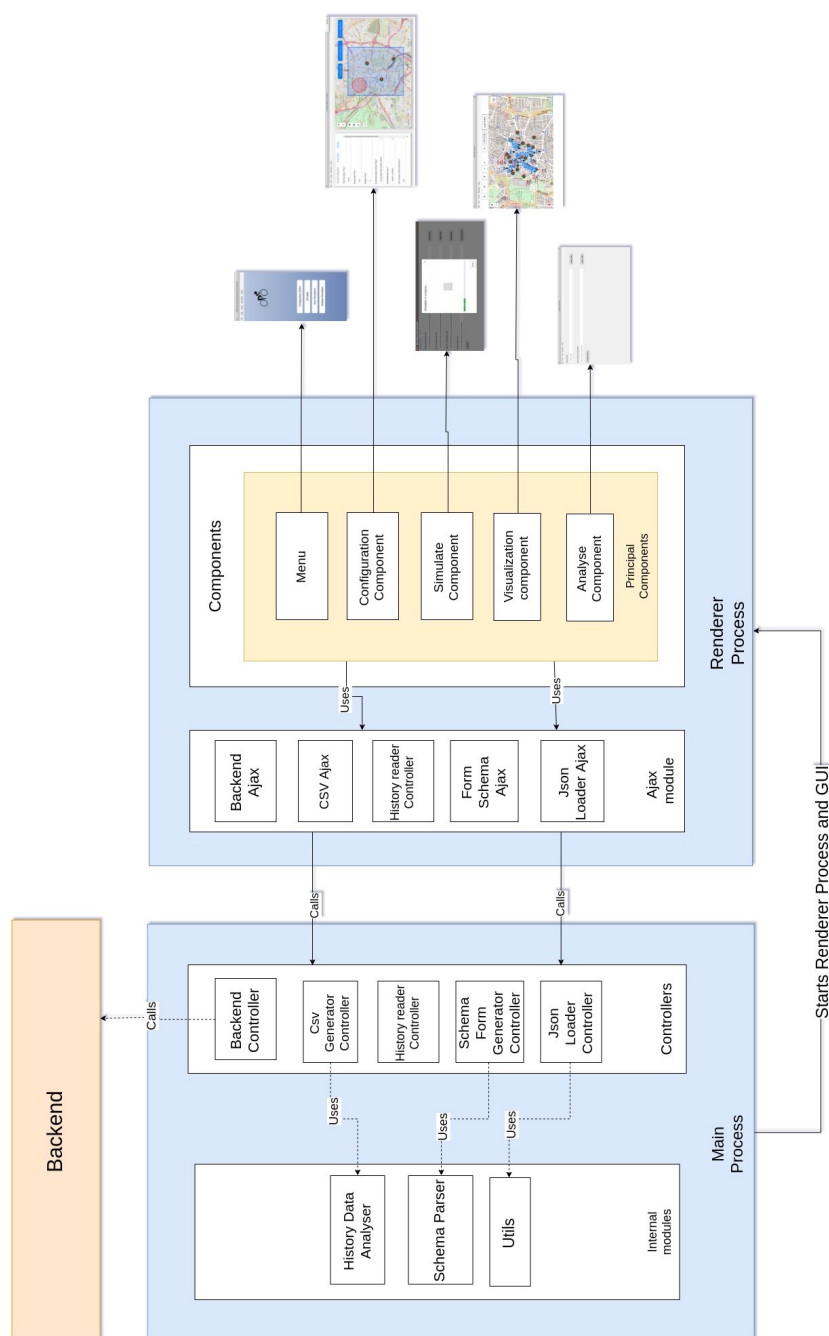 Backend
Calls
Main
Process
Internal
modules
History Data
Analyser
Schema Parser
Utils
Uses
Uses
Uses
Controllers
Backend
Controller
Csv
Generator
Controller
History reader
Controller
Schema
Form
Generator
Controller
Json
Loader
Controller
Calls
Calls
Starts Renderer Process and GUI
Renderer
Process
Ajax
module
Backend
Ajax
CSV Ajax
History reader
Controller
Form
Schema
Ajax
Json
Loader Ajax
Uses
Uses
Components
Menu
Configuration
Component
Simulate
Component
Visualization
component
Analyse
Component
Principal
Components